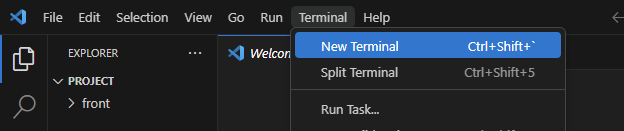 File Edit Selection View Go Run Terminal Help
EXPLORER
PROJECT
front
New Terminal Ctrl+Shift+`
Split Terminal Ctrl+Shift+5
Run Task...